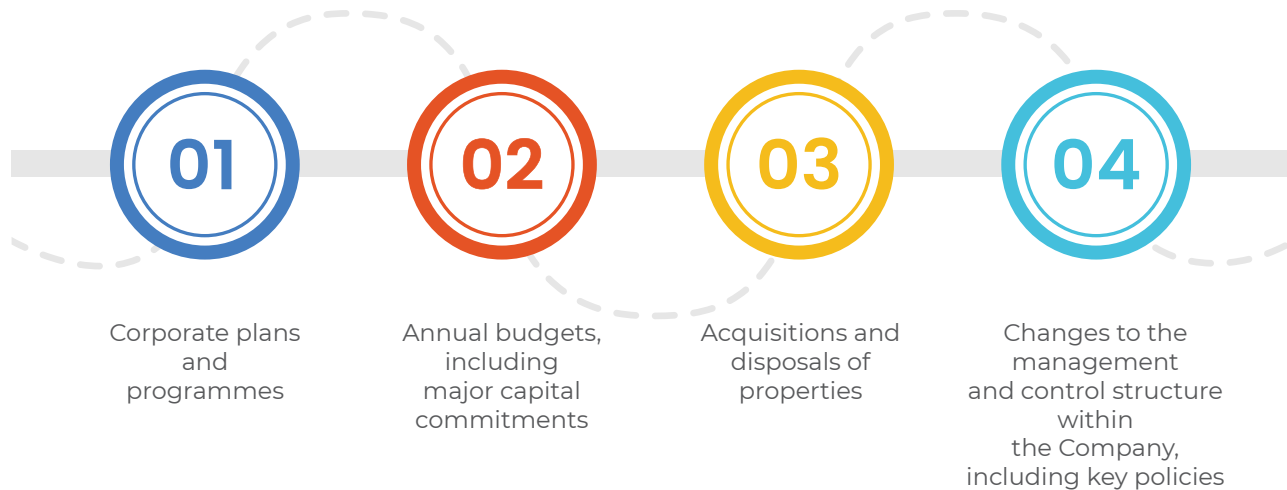 01
Corporate plans
and
programmes
02
Annual budgets,
including
major capital
commitments
03
Acquisitions and
disposals of
properties
04
Changes to the
management
and control structure
within
the Company,
including key policies